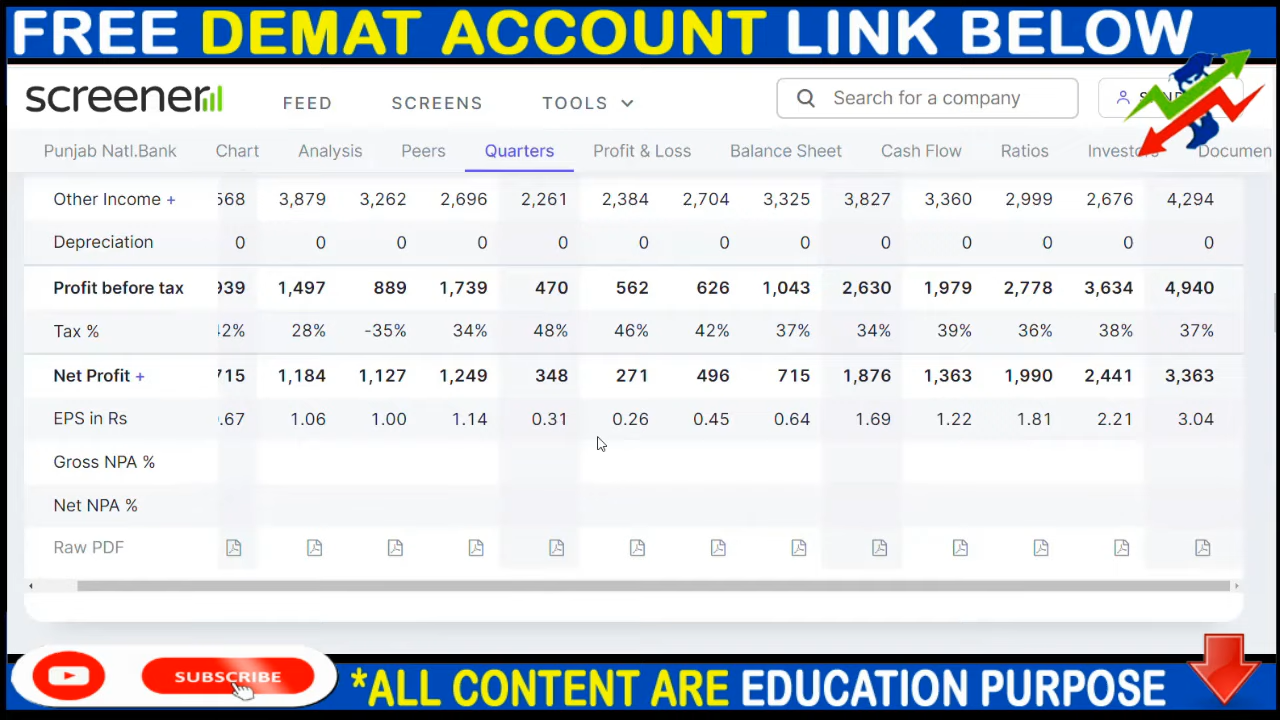 FREE DEMAT ACCOUNT LINK BELOW
screener
FEED SCREENS TOOLS Search for a company
Punjab Natl.Bank Chart Analysis Peers Quarters Profit & Loss Balance Sheet Cash Flow Ratios Investors Documen
Other Income + 568 3,879 3,262 2,696 2,261 2,384 2,704 3,325 3,827 3,360 2,999 2,676 4,294
Depreciation 0 0 0 0 0 0 0 0 0 0 0 0 0
Profit before tax 939 1,497 889 1,739 470 562 626 1,043 2,630 1,979 2,778 3,634 4,940
Tax % 42% 28% -35% 34% 48% 46% 42% 37% 34% 39% 36% 38% 37%
Net Profit + 715 1,184 1,127 1,249 348 271 496 715 1,876 1,363 1,990 2,441 3,363
EPS in Rs .67 1.06 1.00 1.14 0.31 0.26 0.45 0.64 1.69 1.22 1.81 2.21 3.04
Gross NPA %
Net NPA %
Raw PDF
SUBSCRIBE
*ALL CONTENT ARE EDUCATION PURPOSE